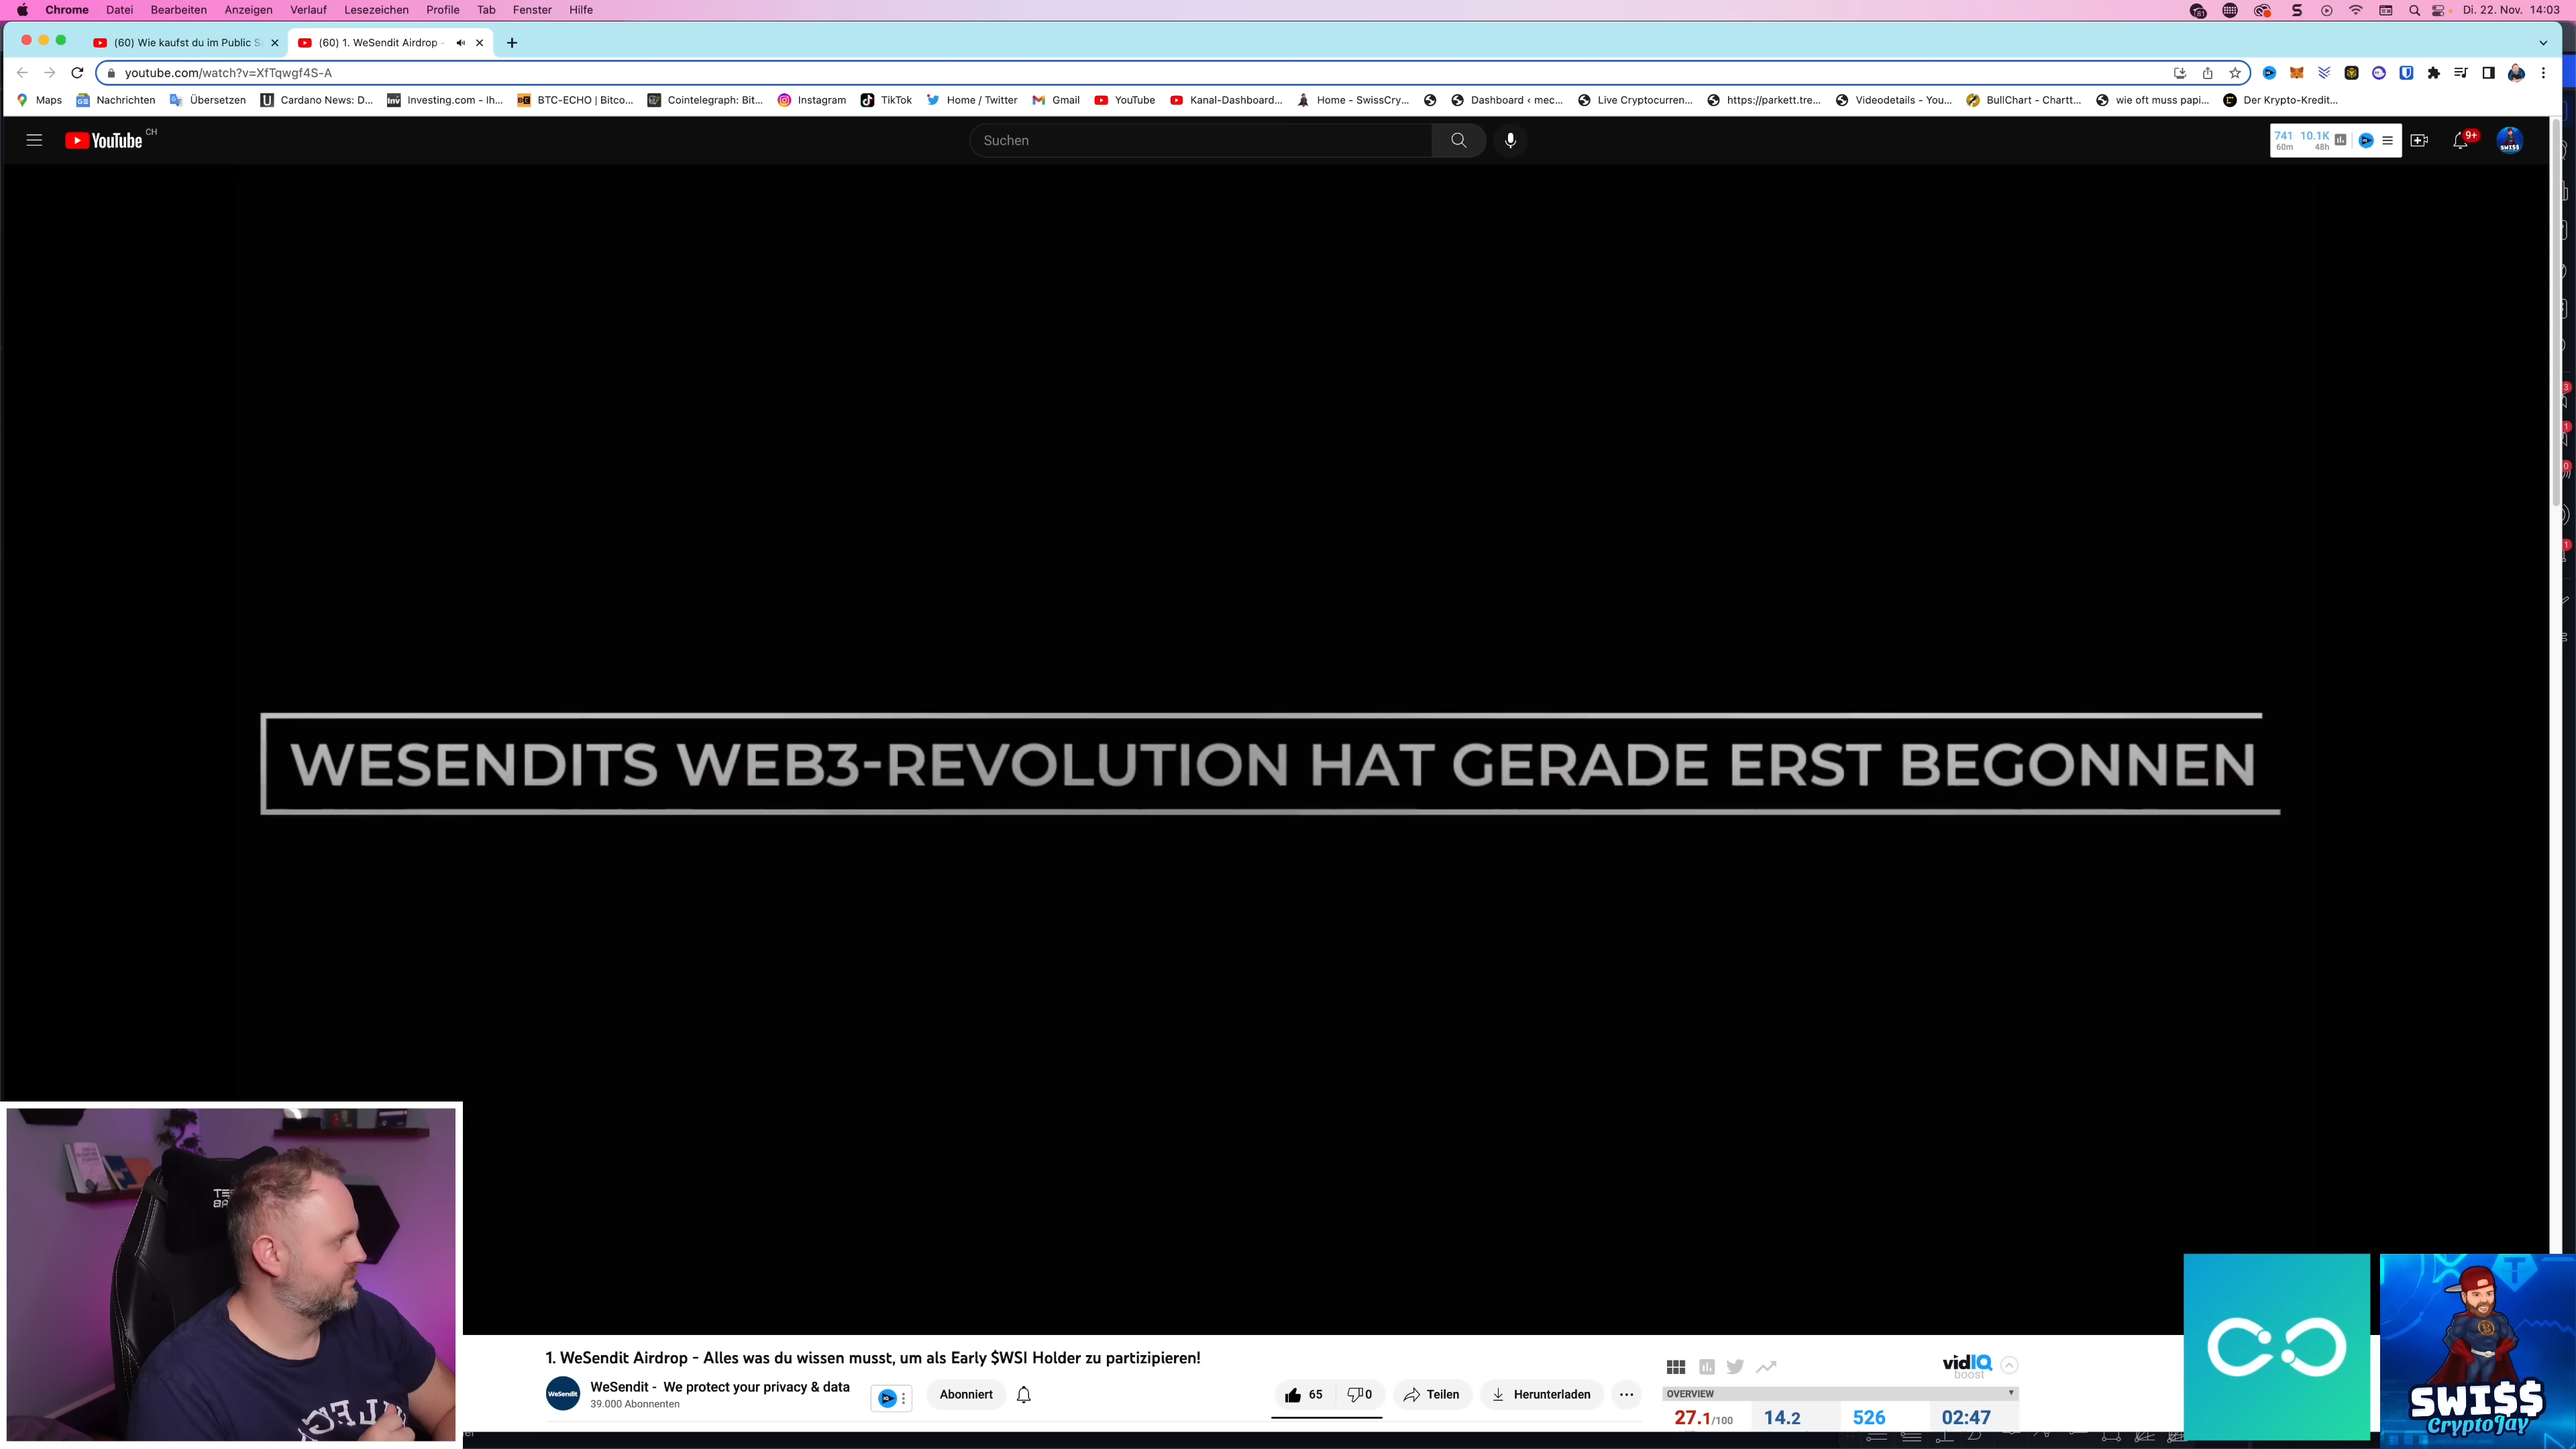 Chrome Datei Bearbeiten Anzeigen Verlauf Lesezeichen Profile Tab Fenster Hilfe
Di. 22. Nov. 14:03
(60) Wie kaufst du im Public S
(60) 1. WeSendit Airdrop -
youtube.com/watch?v=XfTqwgf4S-A
Maps Nachrichten Übersetzen Cardano News: D... Investing.com - Ih... BTC-ECHO | Bitco... Cointelegraph: Bit... Instagram TikTok Home / Twitter Gmail YouTube Kanal-Dashboard... Home - SwissCry... Dashboard ‹ mec... Live Cryptocurren... https://parkett.tre... Videodetails - You... BullChart - Chartt... wie oft muss papi... Der Krypto-Kredit...
YouTube CH
Suchen
741 10.1K
60m 48h
9+
WESENDITS WEB3-REVOLUTION HAT GERADE ERST BEGONNEN
1. WeSendit Airdrop - Alles was du wissen musst, um als Early $WSI Holder zu partizipieren!
WeSendit
WeSendit - We protect your privacy & data
39.000 Abonnenten
Abonniert
65 0 Teilen Herunterladen
vidIQ
boost
OVERVIEW
27.1/100 14.2 526 02:47
SWI$$
CryptoJay